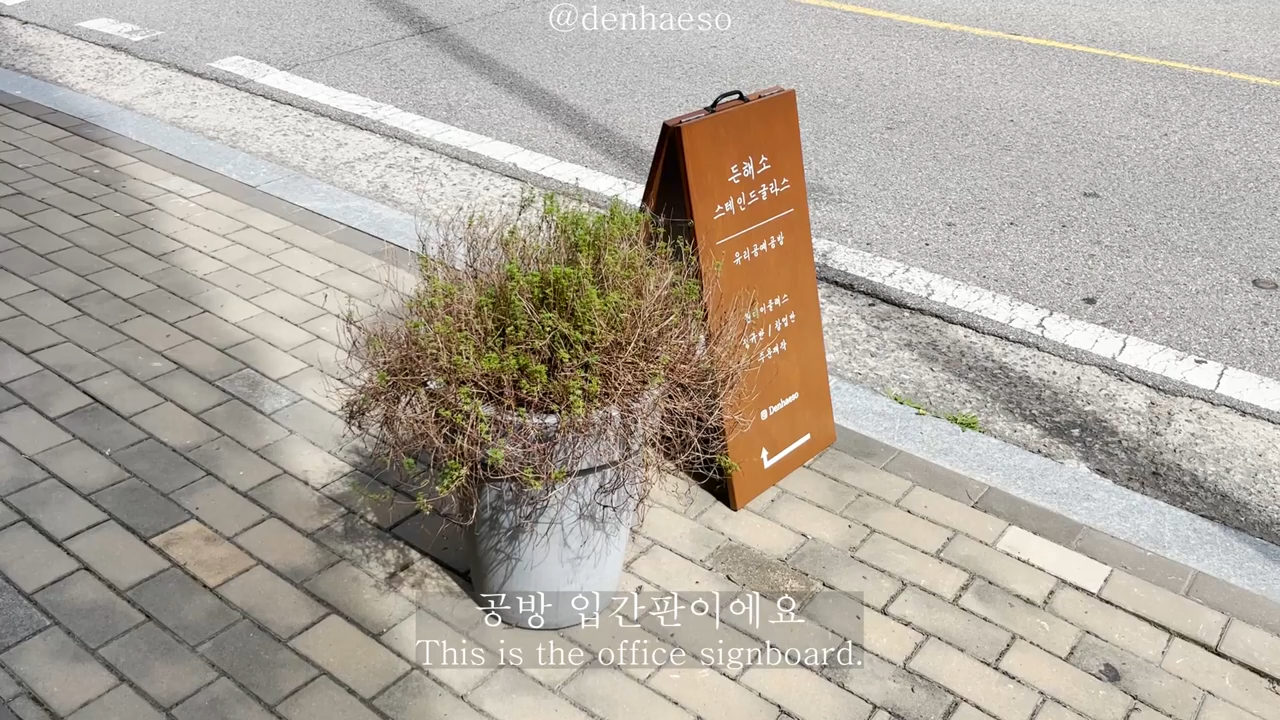 @denhaeso
든해소
스테인드글라스
유리공예공방
원데이클래스
정규반 / 창업반
주문제작
Denhaeso
공방 입간판이에요
This is the office signboard.